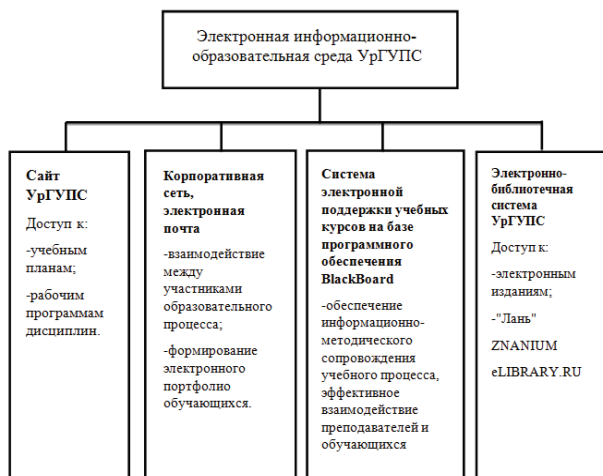 Электронная информационно-
образовательная среда УрГУПС
Сайт
УрГУПС
Доступ к:
-учебным
планам;
-рабочим
программам
дисциплин.
Корпоративная
сеть,
электронная
почта
-взаимодействие
между
участниками
образовательного
процесса;
-формирование
электронного
портфолио
обучающихся.
Система
электронной
поддержки учебных
курсов на базе
программного
обеспечения
BlackBoard
-обеспечение
информационно-
методического
сопровождения
учебного процесса,
эффективное
взаимодействие
преподавателей и
обучающихся
Электронно-
библиотечная
система
УрГУПС
Доступ к:
-электронным
изданиям;
-"Лань"
ZNANIUM
eLIBRARY.RU